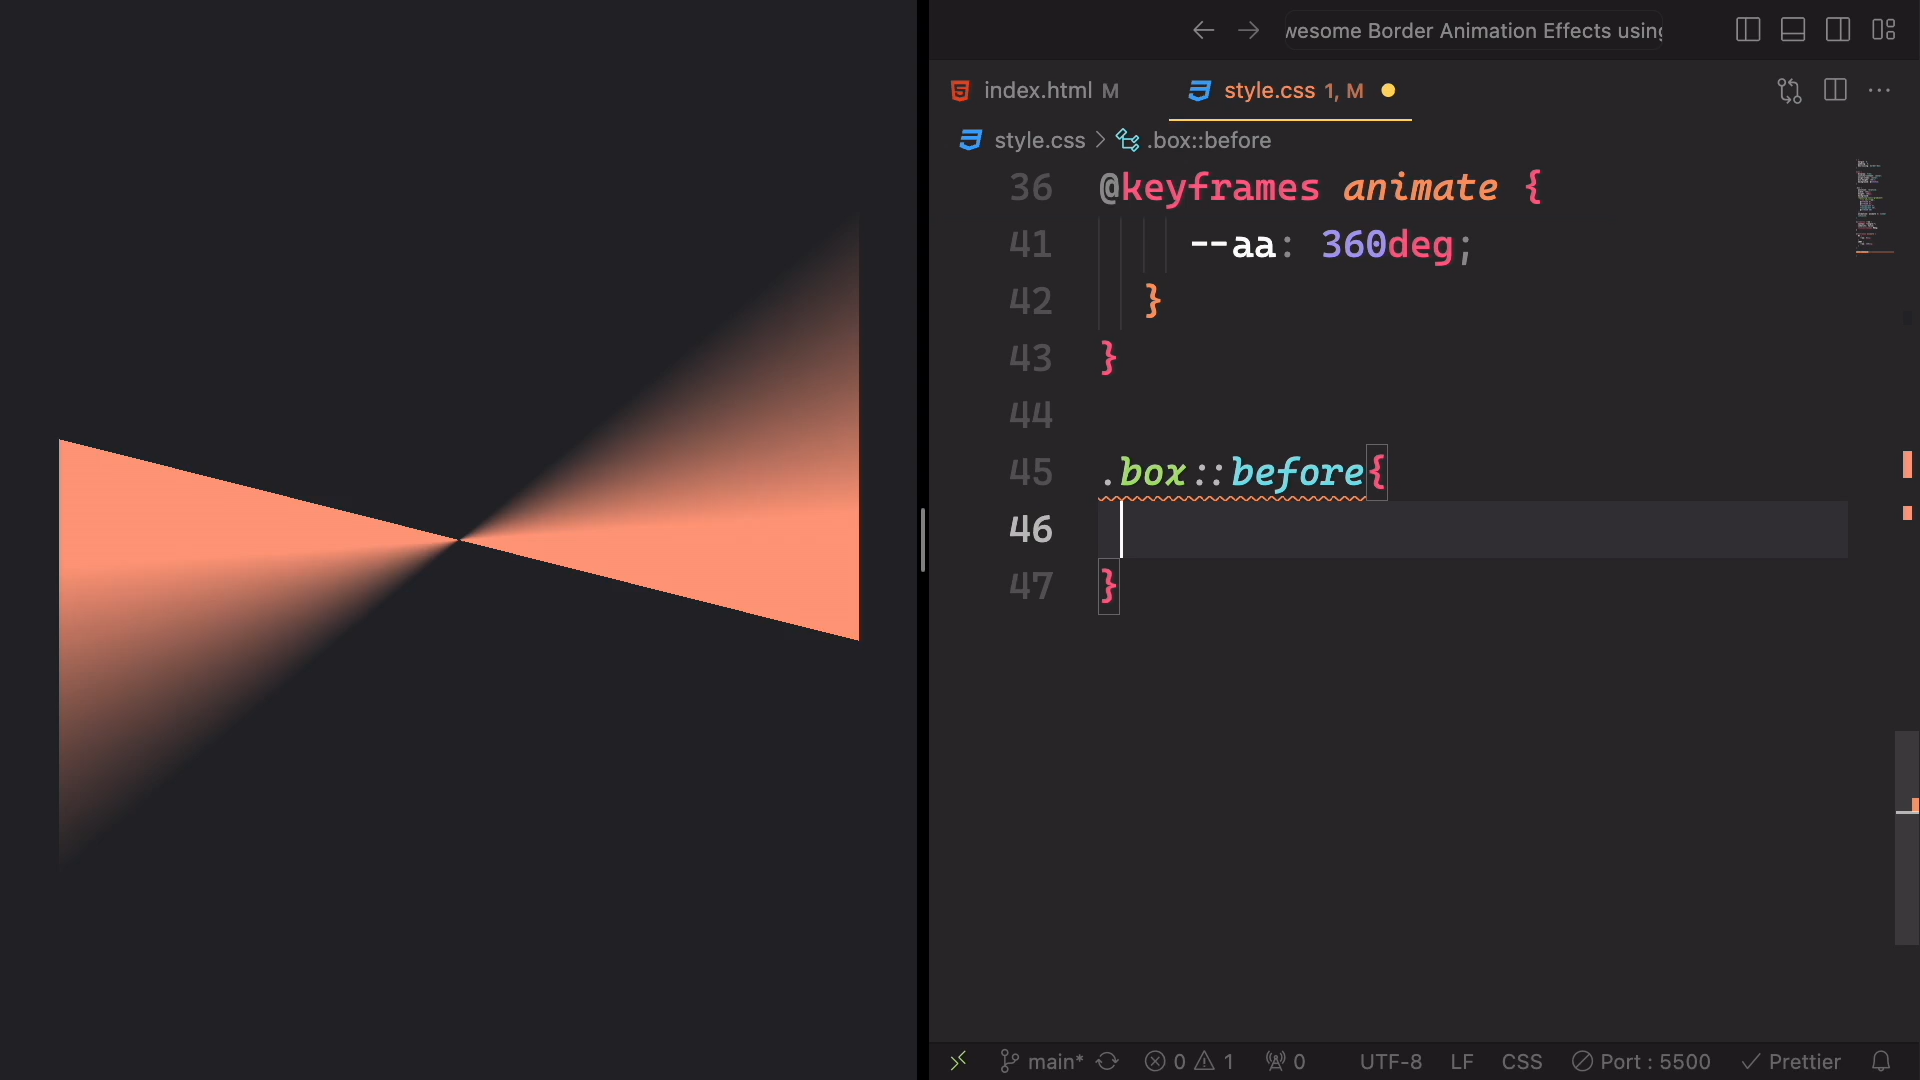 wesome Border Animation Effects using
index.html M
style.css 1, M
style.css > .box::before
36 @keyframes animate {
41 --aa: 360deg;
42 }
43 }
44
45 .box::before{
46
47 }
main* 0 1 0 UTF-8 LF CSS Port : 5500 Prettier